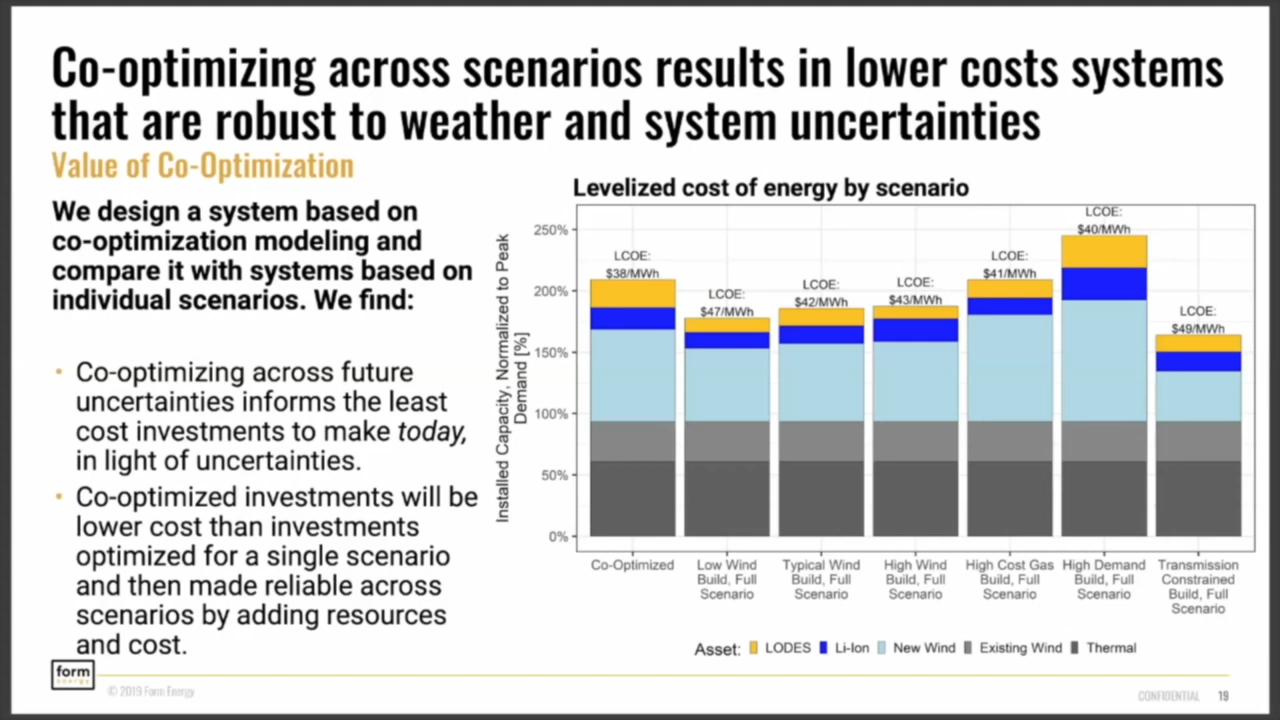 Co-optimizing across scenarios results in lower costs systems
that are robust to weather and system uncertainties
Value of Co-Optimization
We design a system based on
co-optimization modeling and
compare it with systems based on
individual scenarios. We find:
• Co-optimizing across future
uncertainties informs the least
cost investments to make today,
in light of uncertainties.
• Co-optimized investments will be
lower cost than investments
optimized for a single scenario
and then made reliable across
scenarios by adding resources
and cost.
Levelized cost of energy by scenario
Installed Capacity, Normalized to Peak
Demand [%]
250%
200%
150%
100%
50%
0%
LCOE:
$38/MWh
LCOE:
$47/MWh
LCOE:
$42/MWh
LCOE:
$43/MWh
LCOE:
$41/MWh
LCOE:
$40/MWh
LCOE:
$49/MWh
Co-Optimized
Low Wind
Build, Full
Scenario
Typical Wind
Build, Full
Scenario
High Wind
Build, Full
Scenario
High Cost Gas
Build, Full
Scenario
High Demand
Build, Full
Scenario
Transmission
Constrained
Build, Full
Scenario
Asset: LODES Li-Ion New Wind Existing Wind Thermal
form
energy
© 2019 Form Energy
CONFIDENTIAL 19